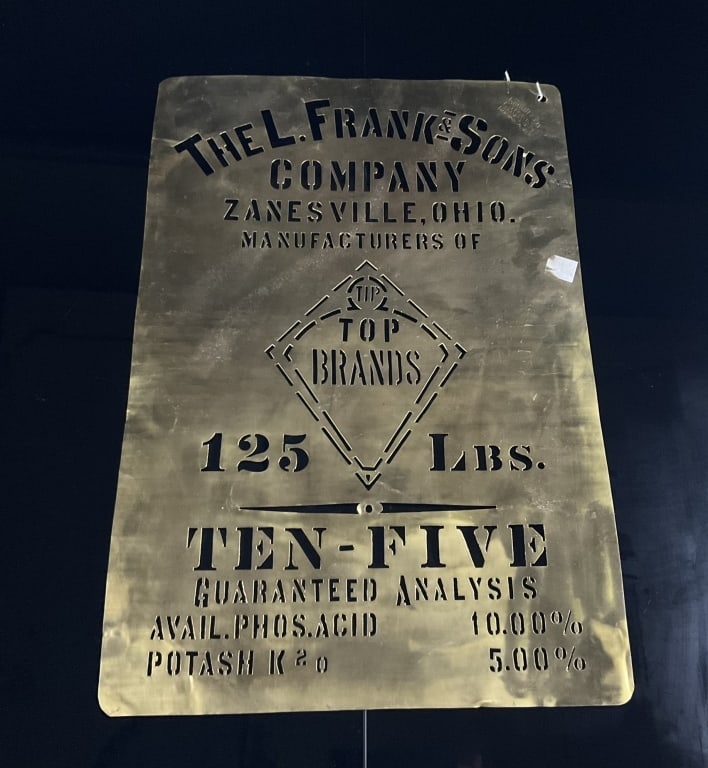 THE L. FRANK & SONS
COMPANY
ZANESVILLE, OHIO.
MANUFACTURERS OF
TIP
TOP
BRANDS
125 LBS.
TEN-FIVE
GUARANTEED ANALYSIS
AVAIL. PHOS. ACID 10.00%
POTASH K2O 5.00%